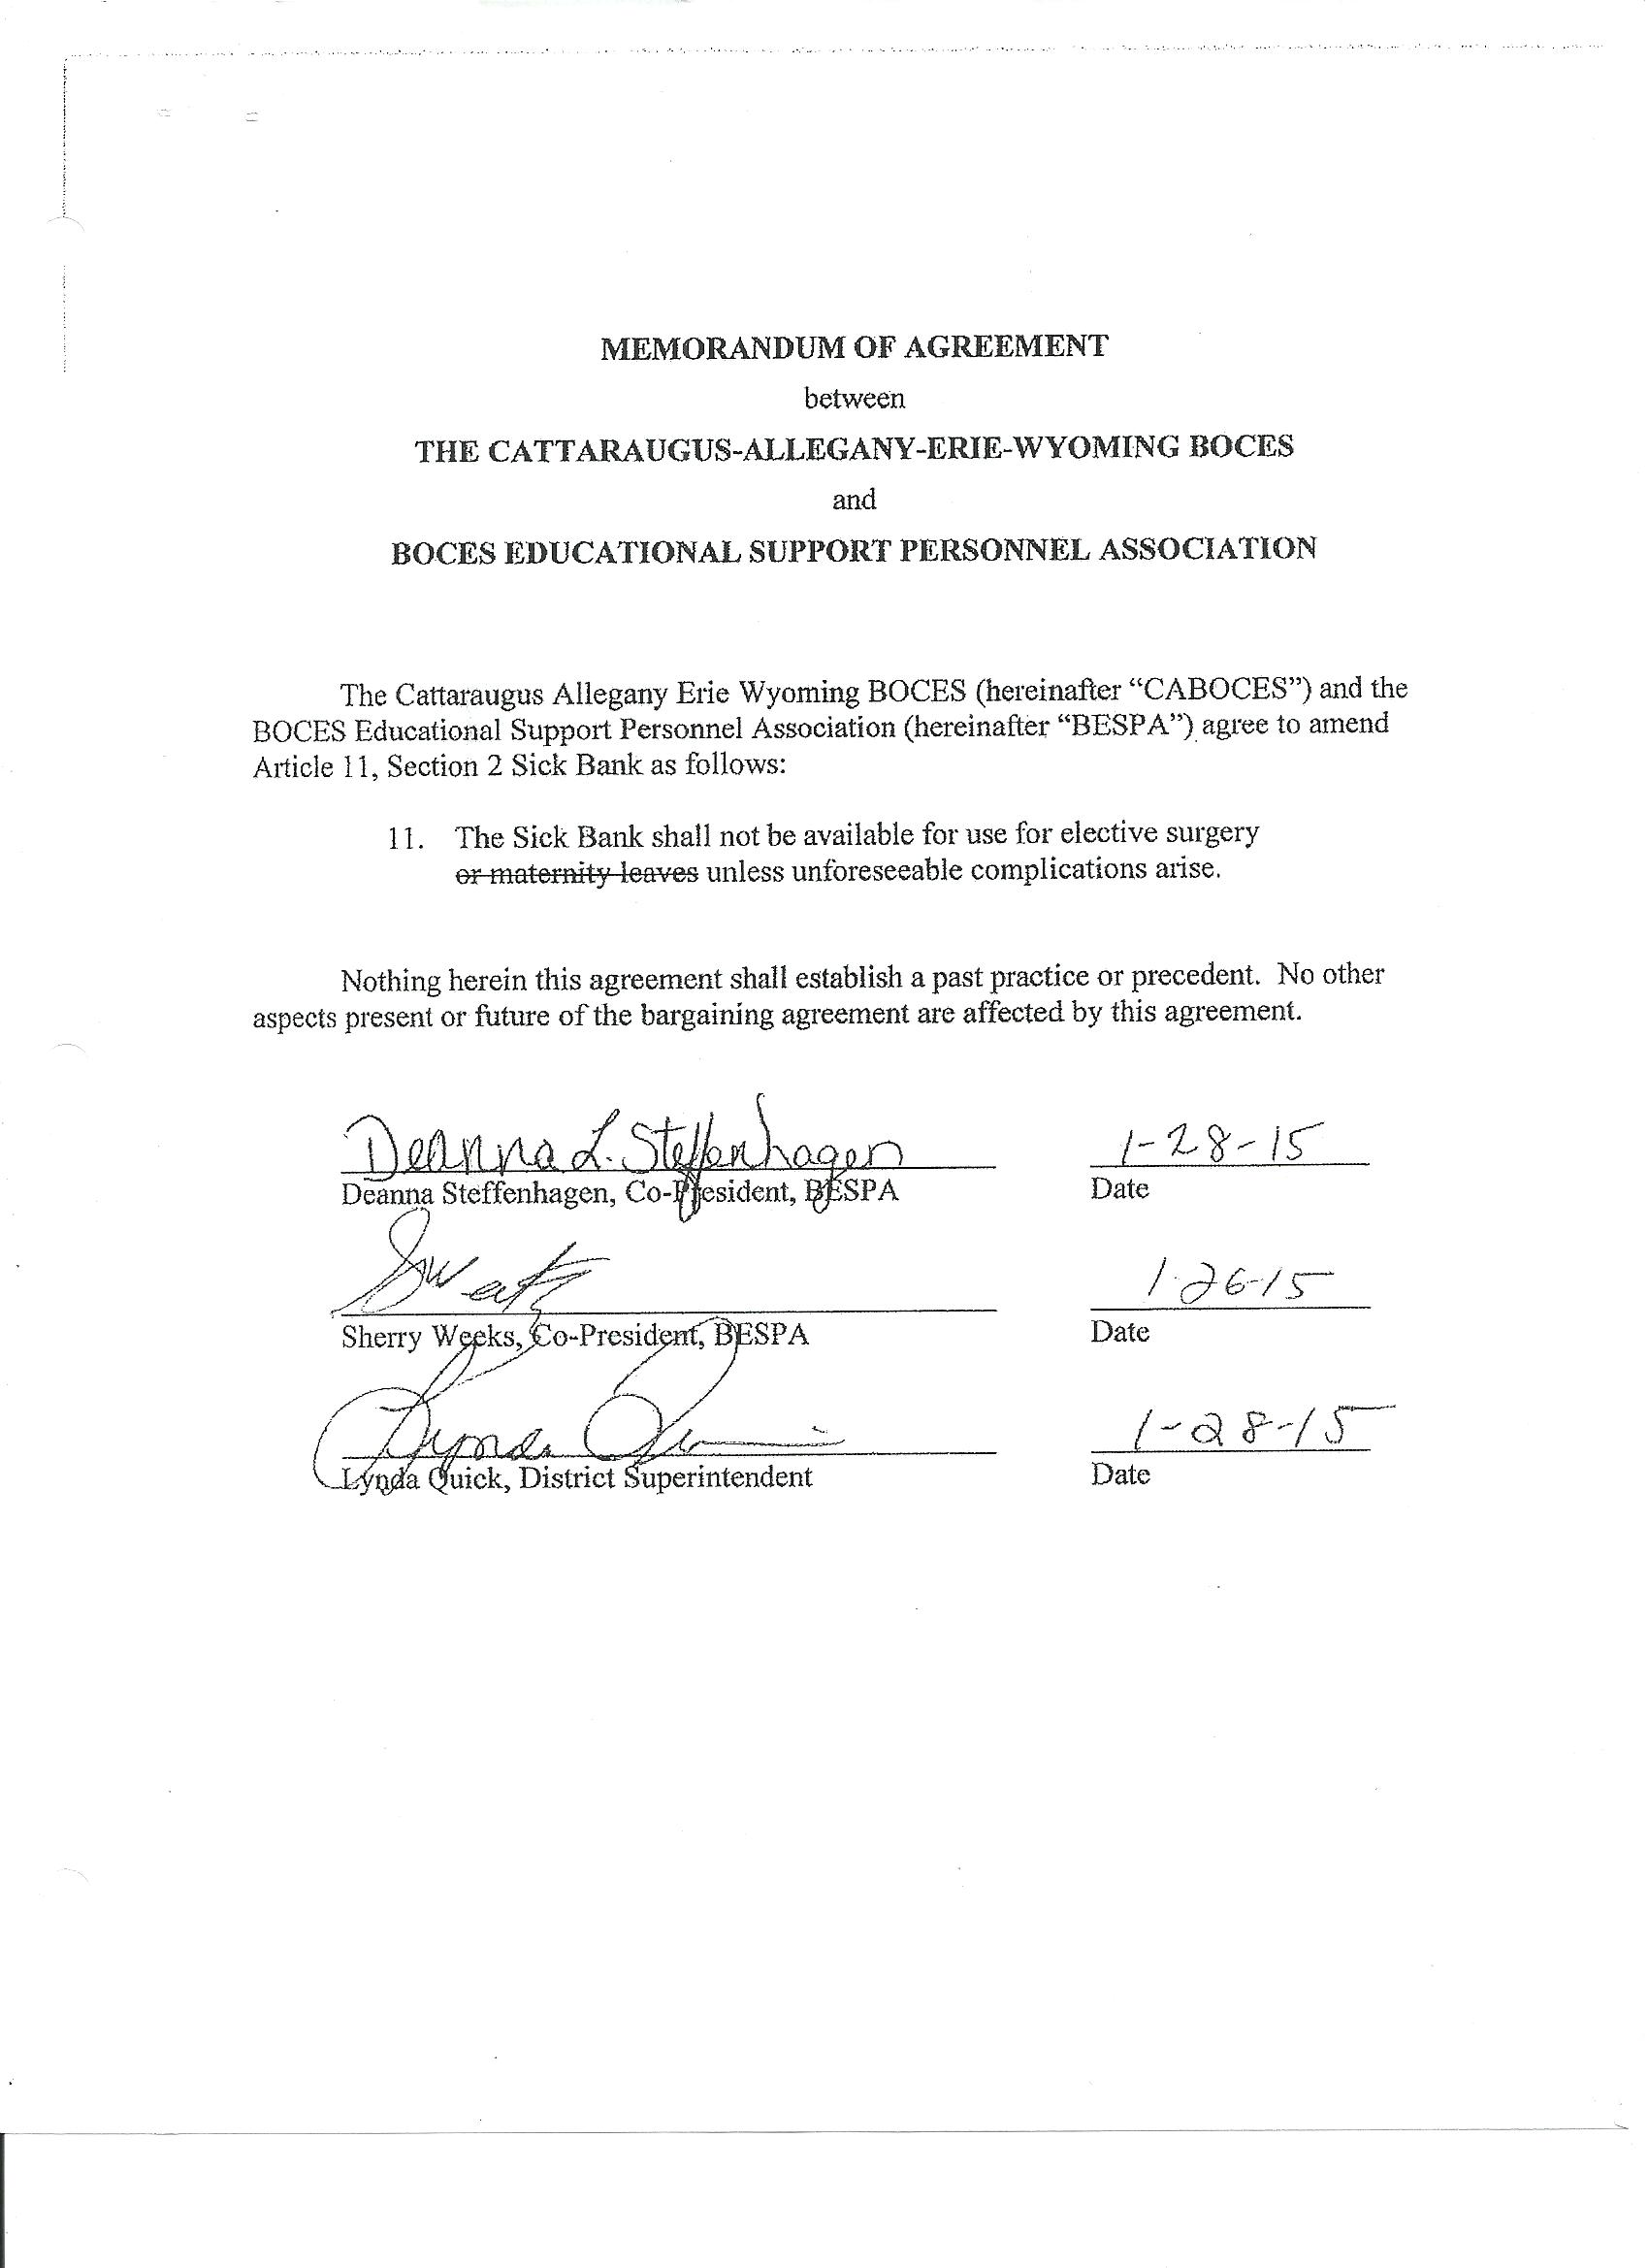 MEMORANDUM OF AGREEMENT
between
THE CATTARAUGUS-ALLEGANY-ERIE-WYOMING BOCES
and
BOCES EDUCATIONAL SUPPORT PERSONNEL ASSOCIATION
The Cattaraugus Allegany Erie Wyoming BOCES (hereinafter “CABOCES”) and the
BOCES Educational Support Personnel Association (hereinafter “BESPA”) agree to amend
Article 11, Section 2 Sick Bank as follows:
11. The Sick Bank shall not be available for use for elective surgery
or maternity leaves unless unforeseeable complications arise.
Nothing herein this agreement shall establish a past practice or precedent. No other
aspects present or future of the bargaining agreement are affected by this agreement.
Deanna L. Steffenhagen 1-28-15
Deanna Steffenhagen, Co-President, BESPA Date
1-26-15
Sherry Weeks, Co-President, BESPA Date
Lynda 1-28-15
Lynda Quick, District Superintendent Date